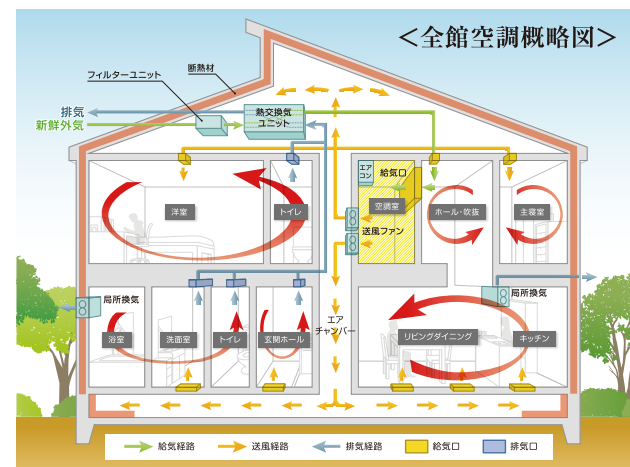 ＜全館空調概略図＞
断熱材
フィルターユニット
排気
新鮮外気
熱交換気
ユニット
エア
コン
給気口
空調室
送風ファン
洋室
トイレ
ホール・吹抜
主寝室
局所換気
浴室
洗面室
トイレ
玄関ホール
エア
チャンバー
局所換気
リビングダイニング
キッチン
給気経路
送風経路
排気経路
給気口
排気口